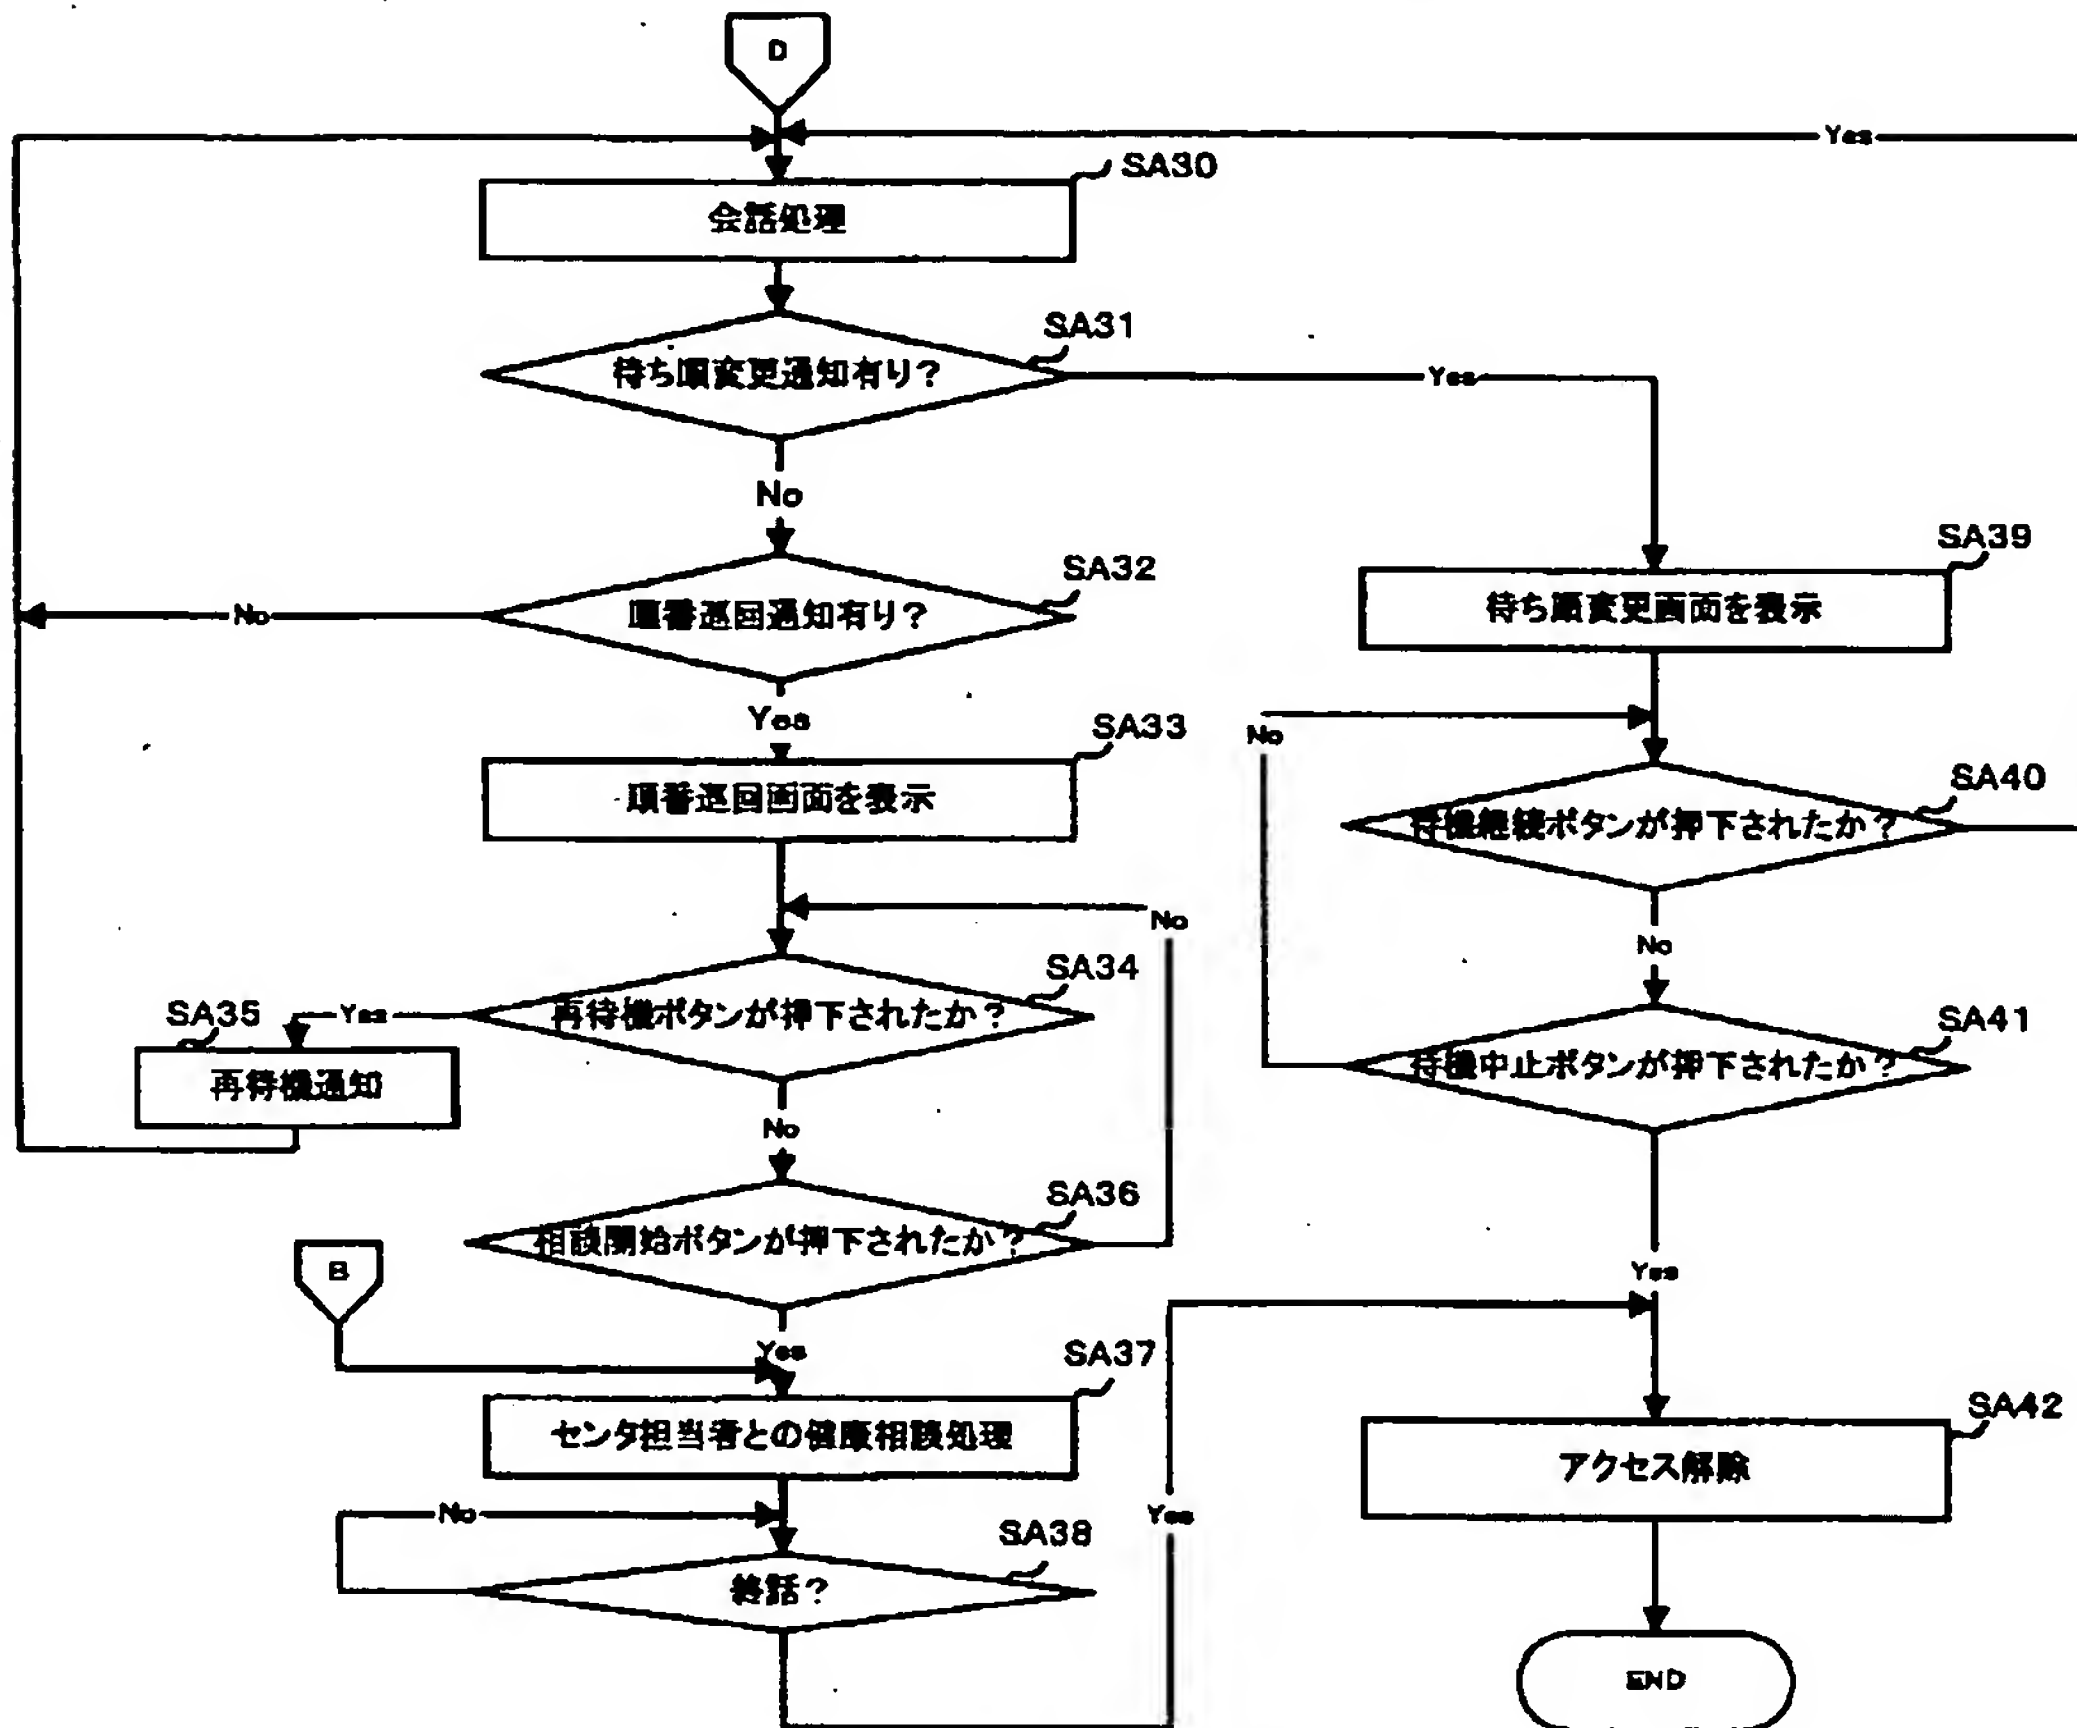 D
Yes
SA30
会話処理
SA31
待ち順変更通知有り?
Yes
No
SA32
順番巡回通知有り?
No
Yes
SA33
順番巡回画面を表示
No
SA34
再待機ボタンが押下されたか?
Yes
SA35
再待機通知
No
SA36
相談開始ボタンが押下されたか?
No
B
Yes
SA37
センタ担当者との健康相談処理
No
SA38
終話?
Yes
SA39
待ち順変更画面を表示
SA40
待機継続ボタンが押下されたか?
No
SA41
待機中止ボタンが押下されたか?
Yes
SA42
アクセス解除
END